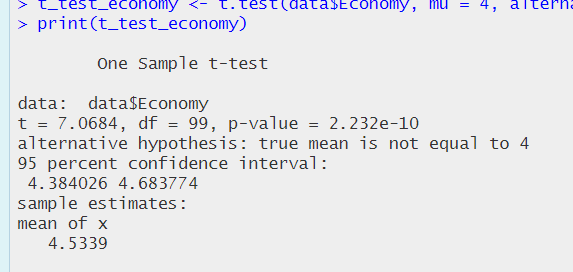 > t_test_economy <- t.test(data$Economy, mu = 4, alterna
> print(t_test_economy)
One Sample t-test
data:  data$Economy
t = 7.0684, df = 99, p-value = 2.232e-10
alternative hypothesis: true mean is not equal to 4
95 percent confidence interval:
4.384026 4.683774
sample estimates:
mean of x
4.5339